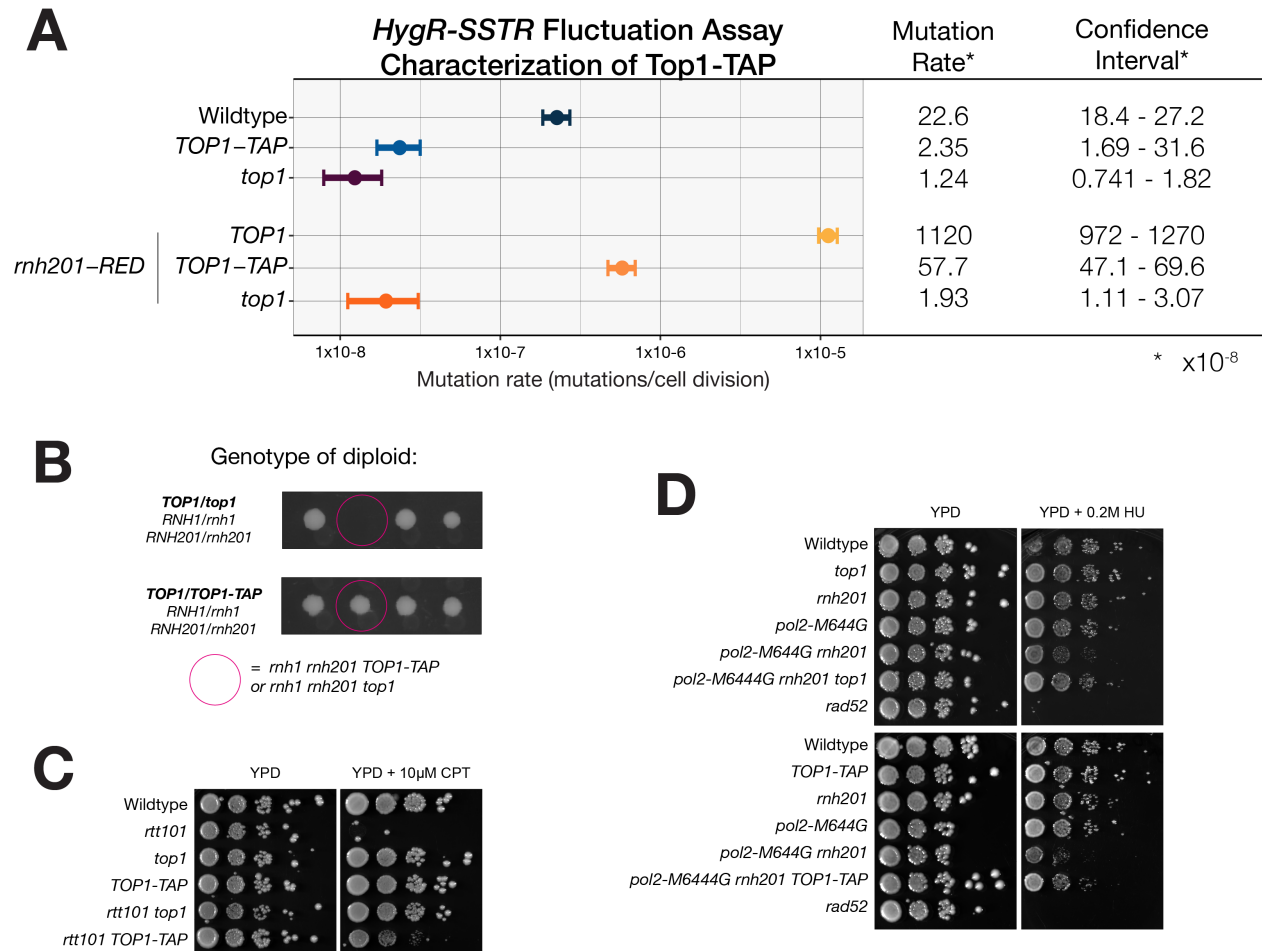 A
HygR-SSTR Fluctuation Assay
Characterization of Top1-TAP
Mutation
Rate*
Confidence
Interval*
Wildtype 22.6 18.4 - 27.2
TOP1–TAP 2.35 1.69 - 31.6
top1 1.24 0.741 - 1.82
rnh201–RED
TOP1 1120 972 - 1270
TOP1–TAP 57.7 47.1 - 69.6
top1 1.93 1.11 - 3.07
1x10-8 1x10-7 1x10-6 1x10-5
Mutation rate (mutations/cell division)
* x10-8
B
Genotype of diploid:
TOP1/top1
RNH1/rnh1
RNH201/rnh201
TOP1/TOP1-TAP
RNH1/rnh1
RNH201/rnh201
= rnh1 rnh201 TOP1-TAP
or rnh1 rnh201 top1
C
YPD YPD + 10µM CPT
Wildtype
rtt101
top1
TOP1-TAP
rtt101 top1
rtt101 TOP1-TAP
D
YPD YPD + 0.2M HU
Wildtype
top1
rnh201
pol2-M644G
pol2-M644G rnh201
pol2-M6444G rnh201 top1
rad52
Wildtype
TOP1-TAP
rnh201
pol2-M644G
pol2-M644G rnh201
pol2-M6444G rnh201 TOP1-TAP
rad52